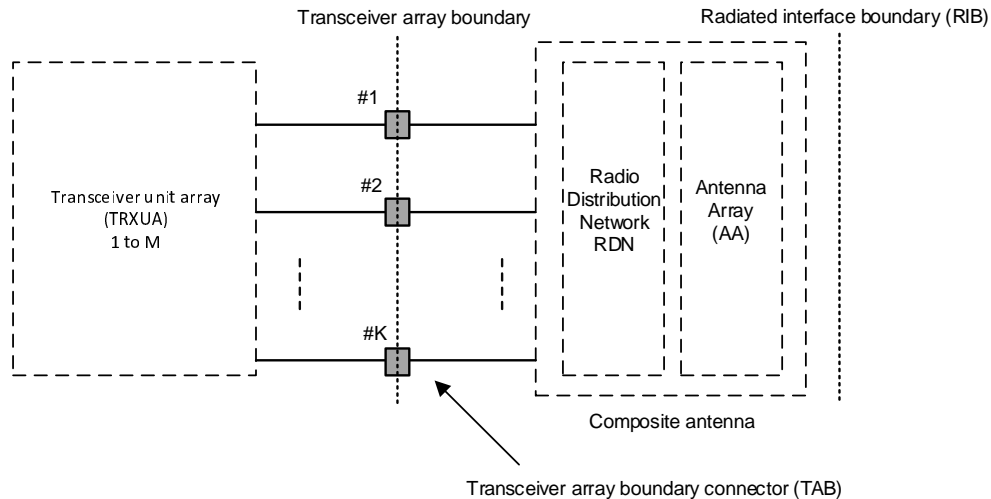 Transceiver array boundary
Radiated interface boundary (RIB)
#1
#2
#K
Transceiver unit array
(TRXUA)
1 to M
Radio
Distribution
Network
RDN
Antenna
Array
(AA)
Composite antenna
Transceiver array boundary connector (TAB)